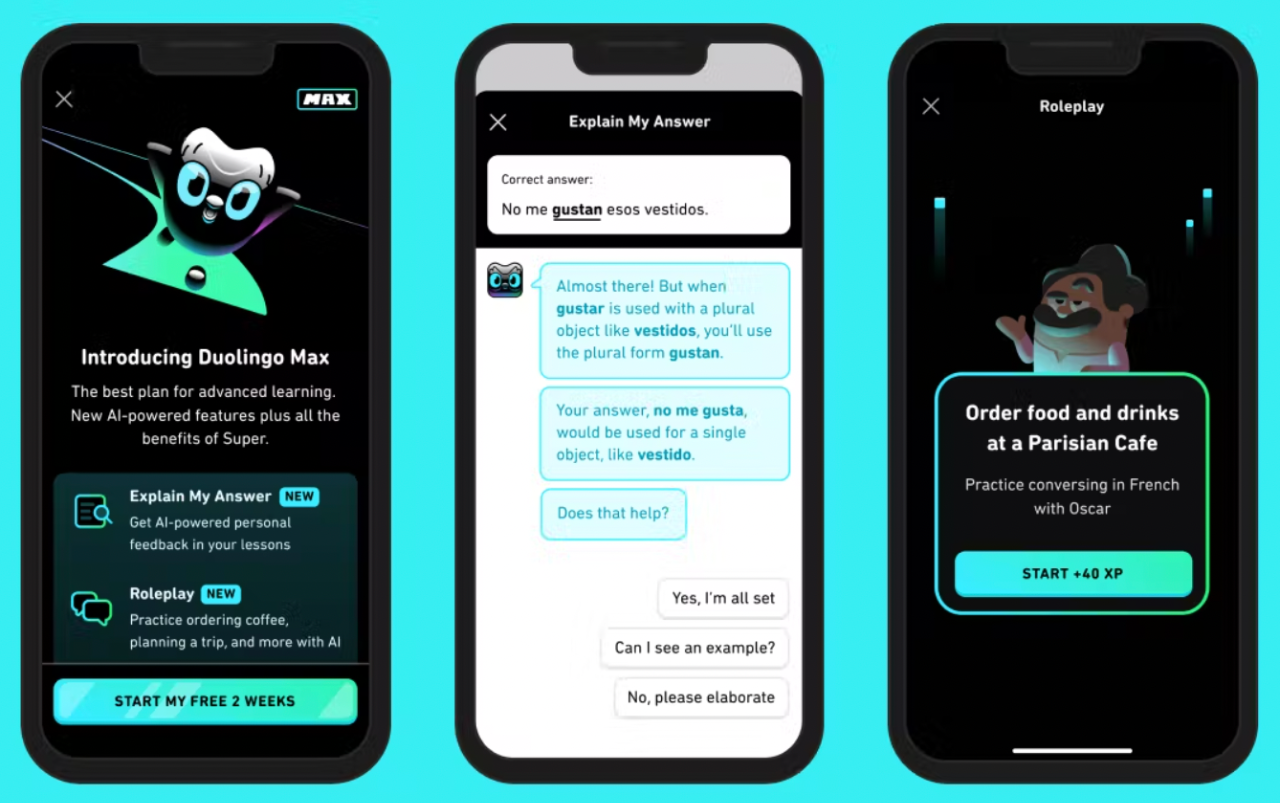 MAX
Introducing Duolingo Max
The best plan for advanced learning.
New AI-powered features plus all the
benefits of Super.
Explain My Answer NEW
Get AI-powered personal
feedback in your lessons
Roleplay NEW
Practice ordering coffee,
planning a trip, and more with AI
START MY FREE 2 WEEKS
Explain My Answer
Correct answer:
No me gustan esos vestidos.
Almost there! But when
gustar is used with a plural
object like vestidos, you'll use
the plural form gustan.
Your answer, no me gusta,
would be used for a single
object, like vestido.
Does that help?
Yes, I'm all set
Can I see an example?
No, please elaborate
Roleplay
Order food and drinks
at a Parisian Cafe
Practice conversing in French
with Oscar
START +40 XP